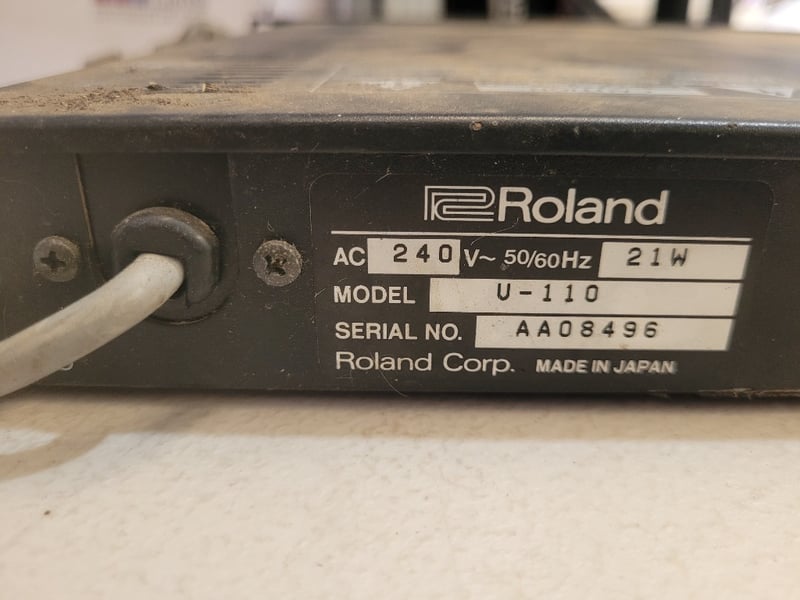 Roland
AC 240 V~ 50/60Hz 21W
MODEL U-110
SERIAL NO. AA08496
Roland Corp. MADE IN JAPAN